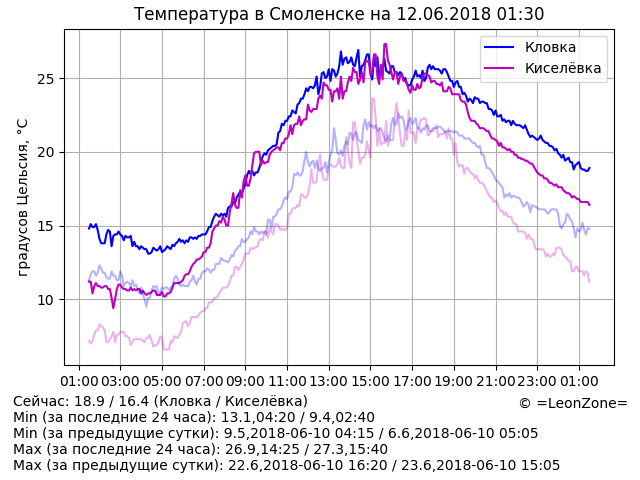 Температура в Смоленске на 12.06.2018 01:30
Кловка
Киселёвка
градусов Цельсия, °C
25
20
15
10
01:00 03:00 05:00 07:00 09:00 11:00 13:00 15:00 17:00 19:00 21:00 23:00 01:00
Сейчас: 18.9 / 16.4 (Кловка / Киселёвка)
© =LeonZone=
Min (за последние 24 часа): 13.1,04:20 / 9.4,02:40
Min (за предыдущие сутки): 9.5,2018-06-10 04:15 / 6.6,2018-06-10 05:05
Max (за последние 24 часа): 26.9,14:25 / 27.3,15:40
Max (за предыдущие сутки): 22.6,2018-06-10 16:20 / 23.6,2018-06-10 15:05